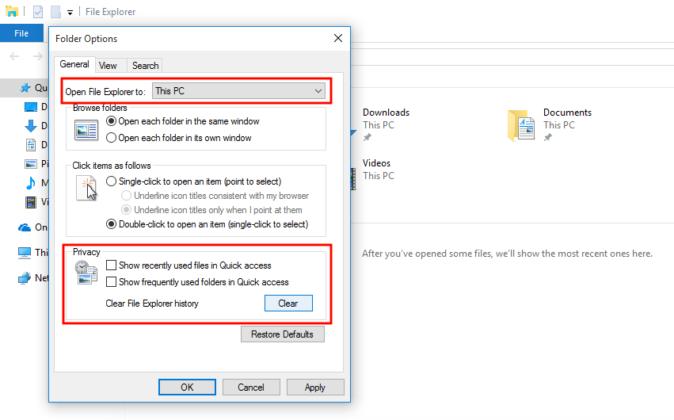 File Explorer
File
Folder Options
General
View
Search
Open File Explorer to:
This PC
Browse folders
Open each folder in the same window
Open each folder in its own window
Click items as follows
Single-click to open an item (point to select)
Underline icon titles consistent with my browser
Underline icon titles only when I point at them
Double-click to open an item (single-click to select)
Privacy
Show recently used files in Quick access
Show frequently used folders in Quick access
Clear File Explorer history
Clear
Restore Defaults
OK
Cancel
Apply
Qu
D
D
D
Pi
M
Vi
On
Thi
Net
Downloads
This PC
Documents
This PC
Videos
This PC
After you've opened some files, we'll show the most recent ones here.